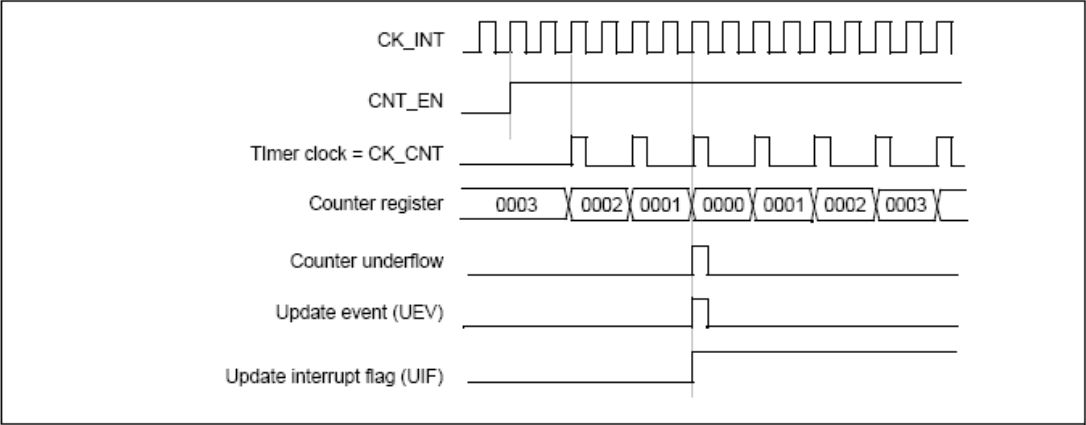 CK_INT
CNT_EN
TImer clock = CK_CNT
Counter register 0003 0002 0001 0000 0001 0002 0003
Counter underflow
Update event (UEV)
Update interrupt flag (UIF)